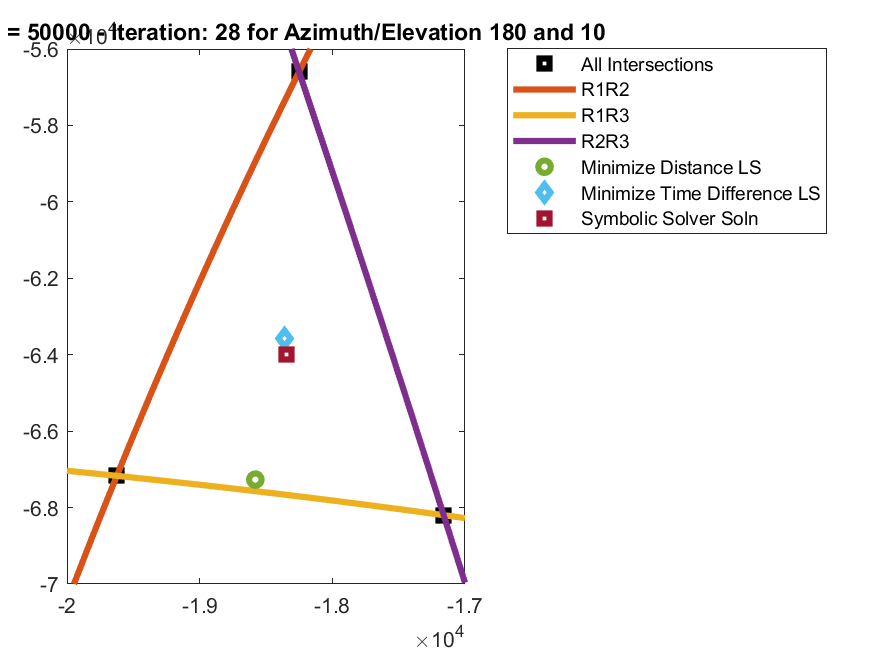 = 50000 - Iteration: 28 for Azimuth/Elevation 180 and 10
×10⁴
-5.6
-5.8
-6
-6.2
-6.4
-6.6
-6.8
-7
-2
-1.9
-1.8
-1.7
×10⁴
All Intersections
R1R2
R1R3
R2R3
Minimize Distance LS
Minimize Time Difference LS
Symbolic Solver Soln